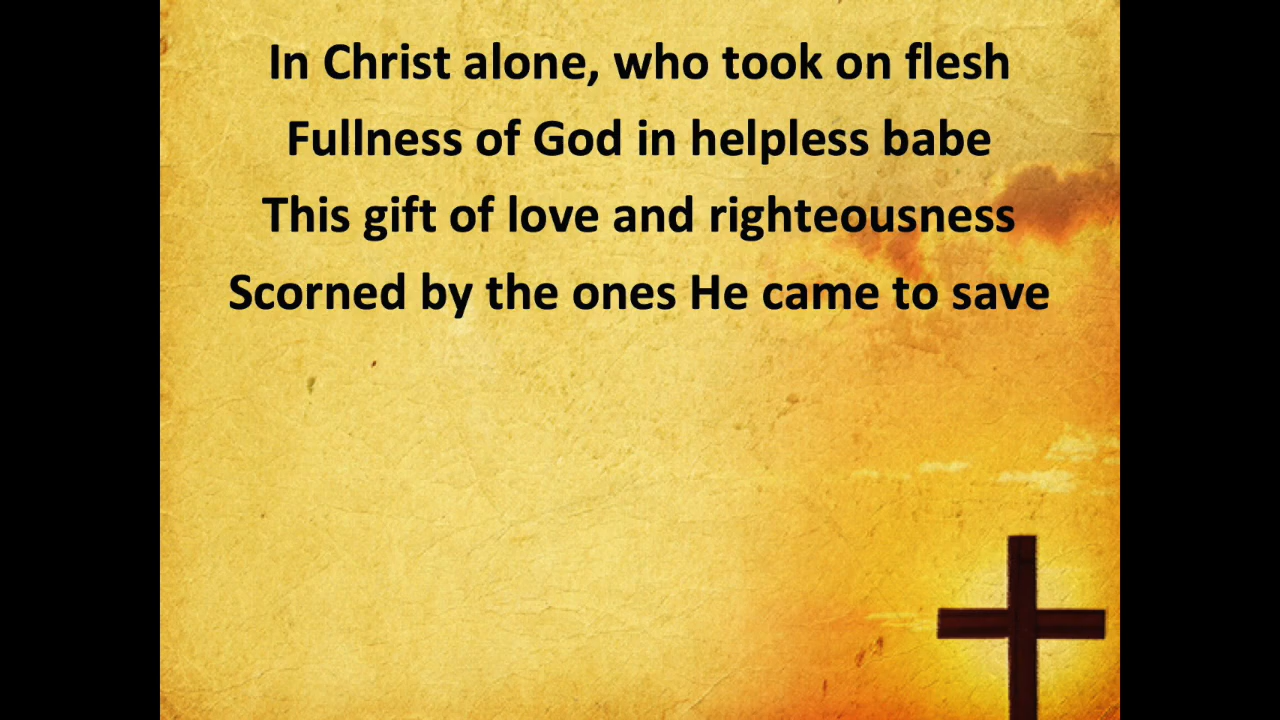 In Christ alone, who took on flesh
Fullness of God in helpless babe
This gift of love and righteousness
Scorned by the ones He came to save